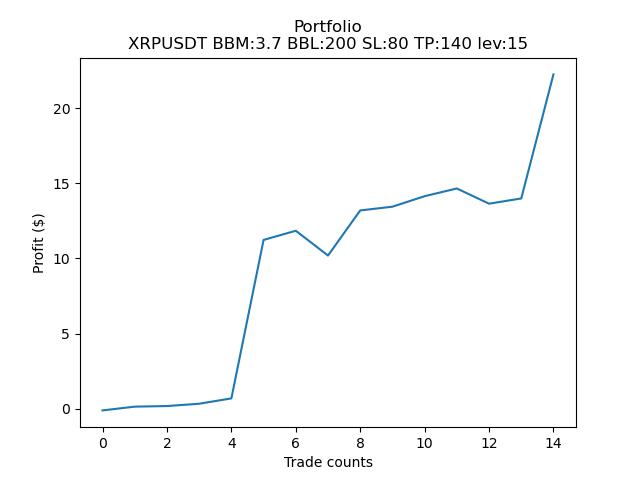 Portfolio
XRPUSDT BBM:3.7 BBL:200 SL:80 TP:140 lev:15
Profit ($)
20
15
10
5
0
0 2 4 6 8 10 12 14
Trade counts